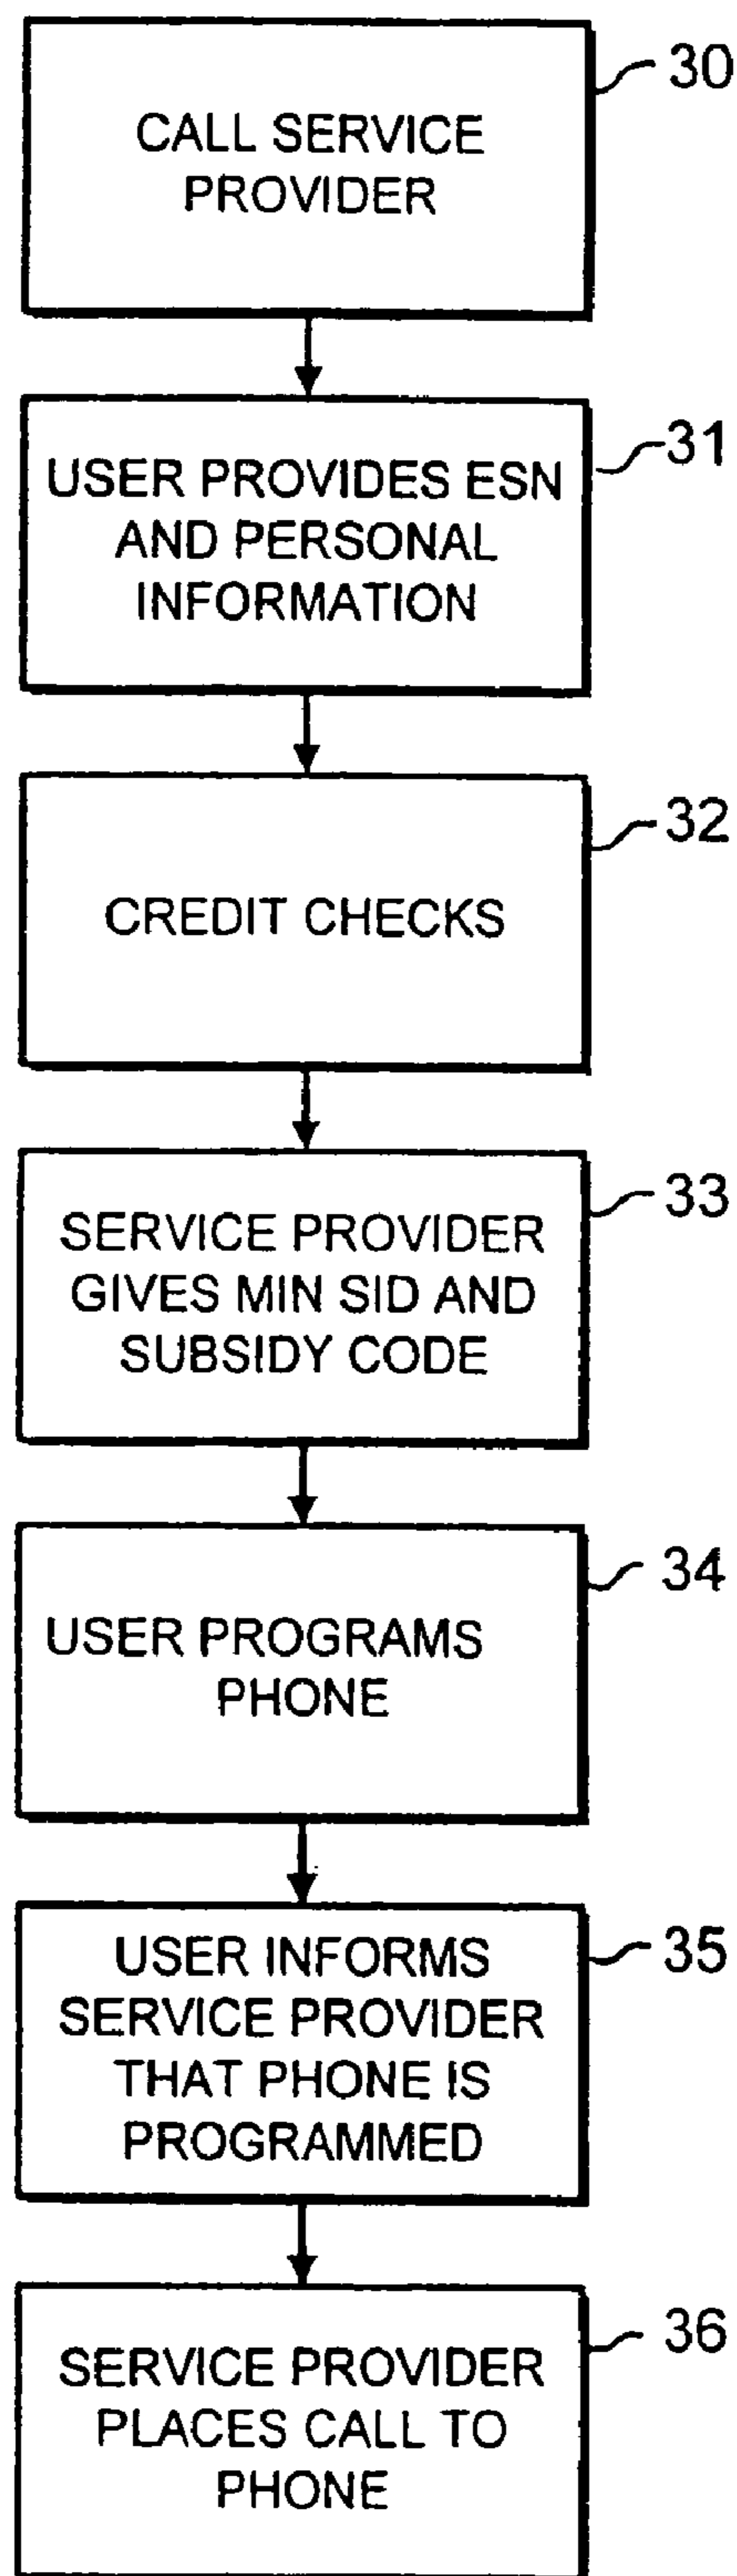 30
CALL SERVICE
PROVIDER
31
USER PROVIDES ESN
AND PERSONAL
INFORMATION
32
CREDIT CHECKS
33
SERVICE PROVIDER
GIVES MIN SID AND
SUBSIDY CODE
34
USER PROGRAMS
PHONE
35
USER INFORMS
SERVICE PROVIDER
THAT PHONE IS
PROGRAMMED
36
SERVICE PROVIDER
PLACES CALL TO
PHONE